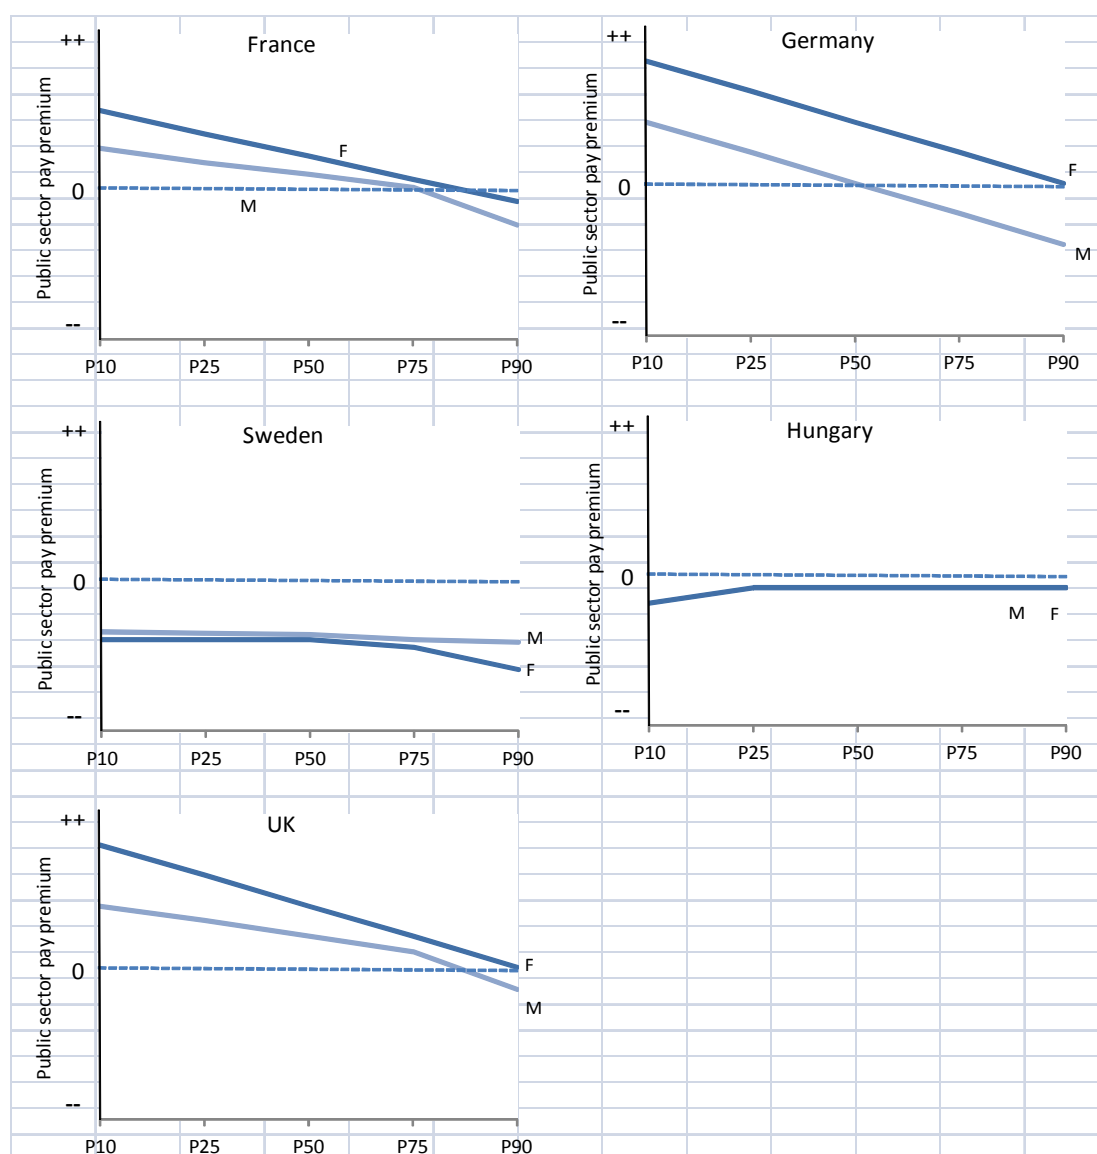 France
++
Public sector pay premium
0
--
F
M
P10 P25 P50 P75 P90
Germany
++
Public sector pay premium
0
--
F
M
P10 P25 P50 P75 P90
Sweden
++
Public sector pay premium
0
--
M
F
P10 P25 P50 P75 P90
Hungary
++
Public sector pay premium
0
--
M F
P10 P25 P50 P75 P90
UK
++
Public sector pay premium
0
--
F
M
P10 P25 P50 P75 P90